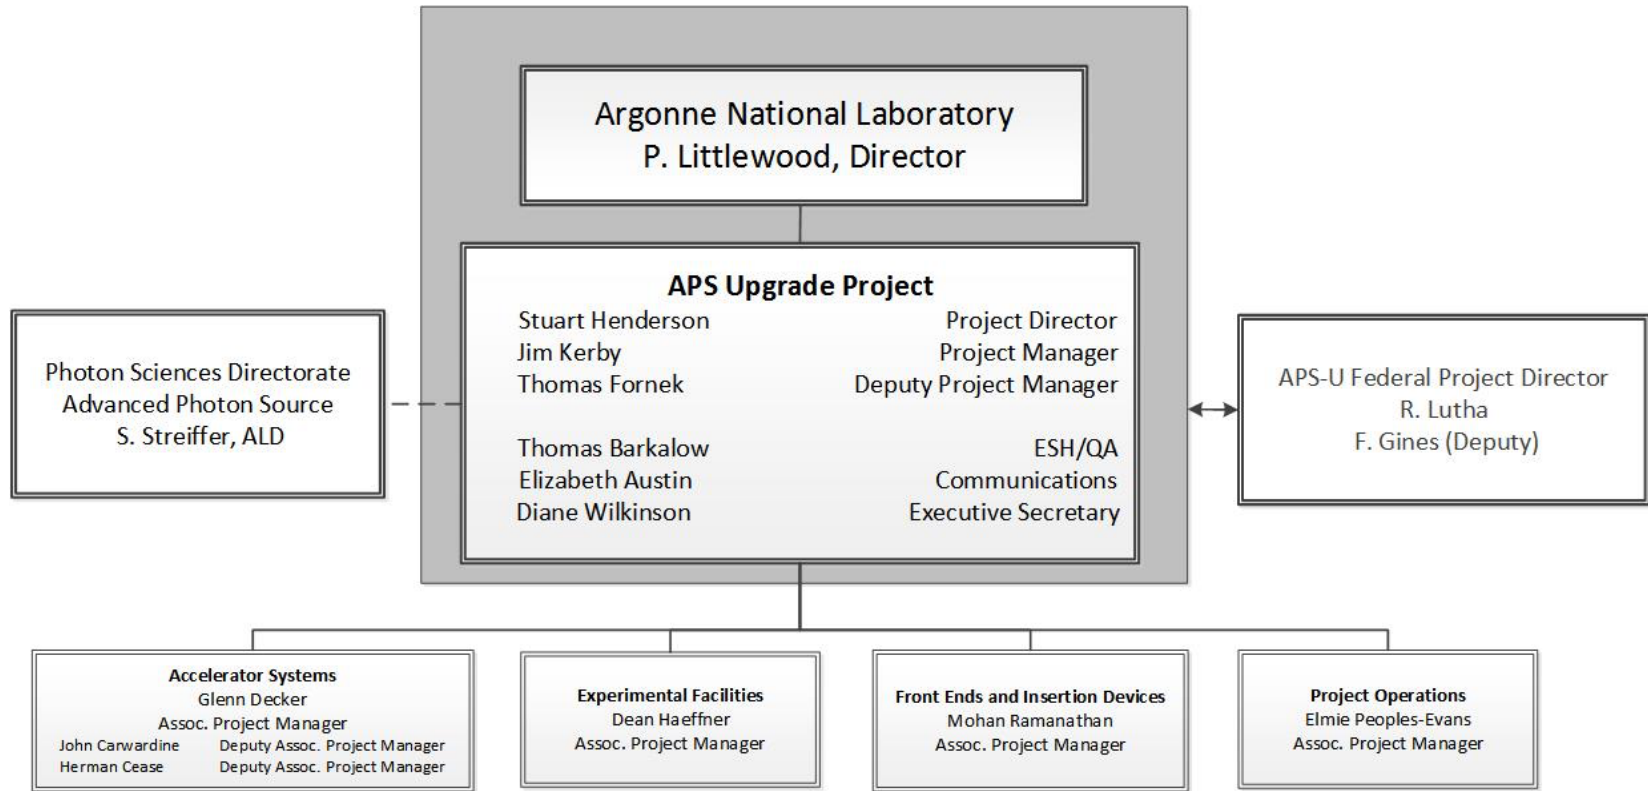 Argonne National Laboratory
P. Littlewood, Director
APS Upgrade Project
Stuart Henderson Project Director
Jim Kerby Project Manager
Thomas Fornek Deputy Project Manager
Thomas Barkalow ESH/QA
Elizabeth Austin Communications
Diane Wilkinson Executive Secretary
Photon Sciences Directorate
Advanced Photon Source
S. Streiffer, ALD
APS-U Federal Project Director
R. Lutha
F. Gines (Deputy)
Accelerator Systems
Glenn Decker
Assoc. Project Manager
John Carwardine Deputy Assoc. Project Manager
Herman Cease Deputy Assoc. Project Manager
Experimental Facilities
Dean Haeffner
Assoc. Project Manager
Front Ends and Insertion Devices
Mohan Ramanathan
Assoc. Project Manager
Project Operations
Elmie Peoples-Evans
Assoc. Project Manager